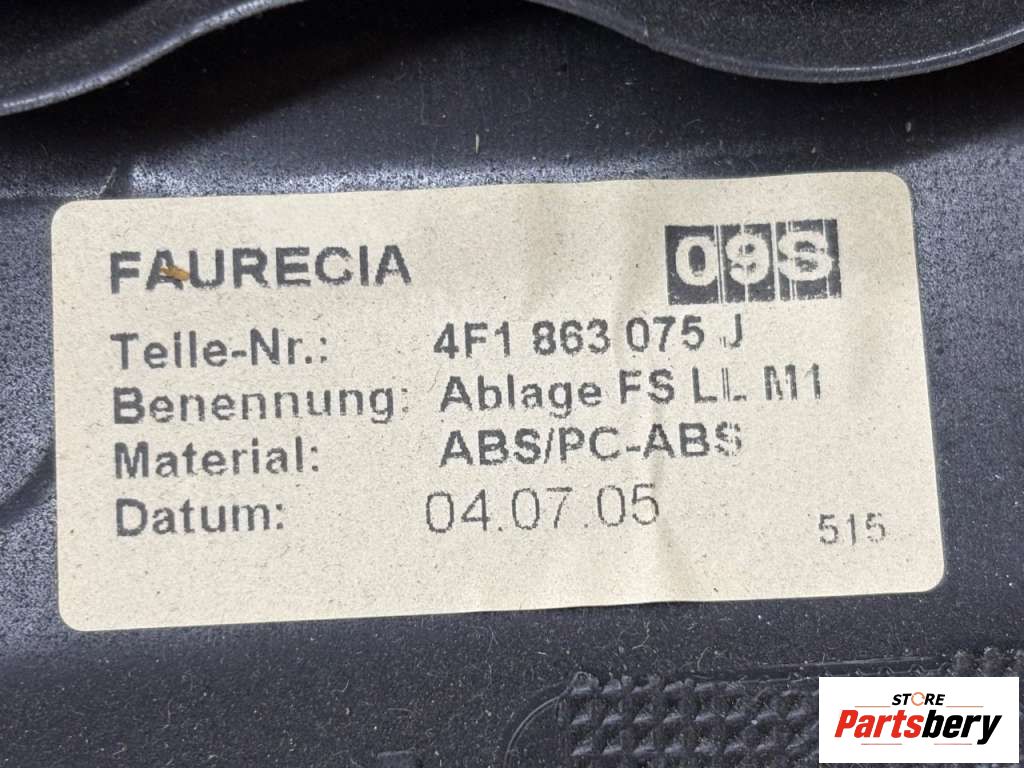 FAURECIA 09S
Teile-Nr.: 4F1 863 075 J
Benennung: Ablage FS LL M1
Material: ABS/PC-ABS
Datum: 04.07.05
515
STORE
Partsbery